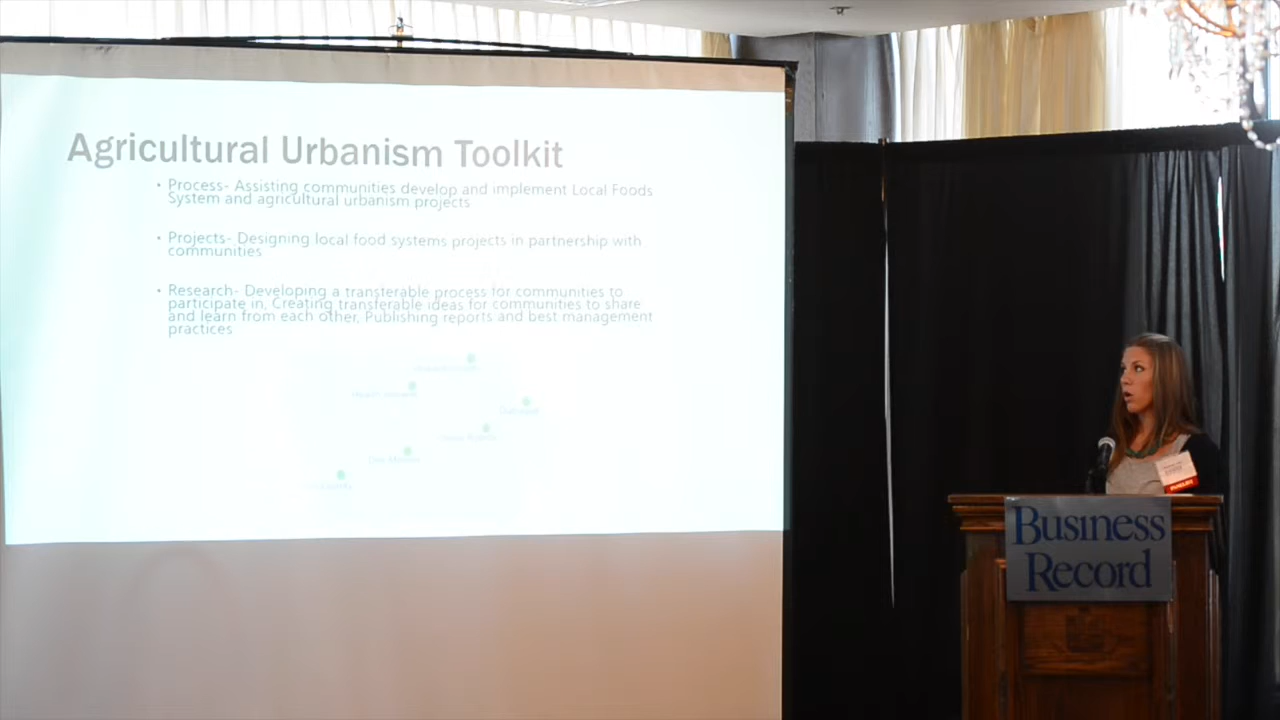 Agricultural Urbanism Toolkit
• Process- Assisting communities develop and implement Local Foods
System and agricultural urbanism projects
• Projects- Designing local food systems projects in partnership with
communities
• Research- Developing a transferable process for communities to
participate in, Creating transferable ideas for communities to share
and learn from each other, Publishing reports and best management
practices
Dubuque
Des Moines
Business
Record